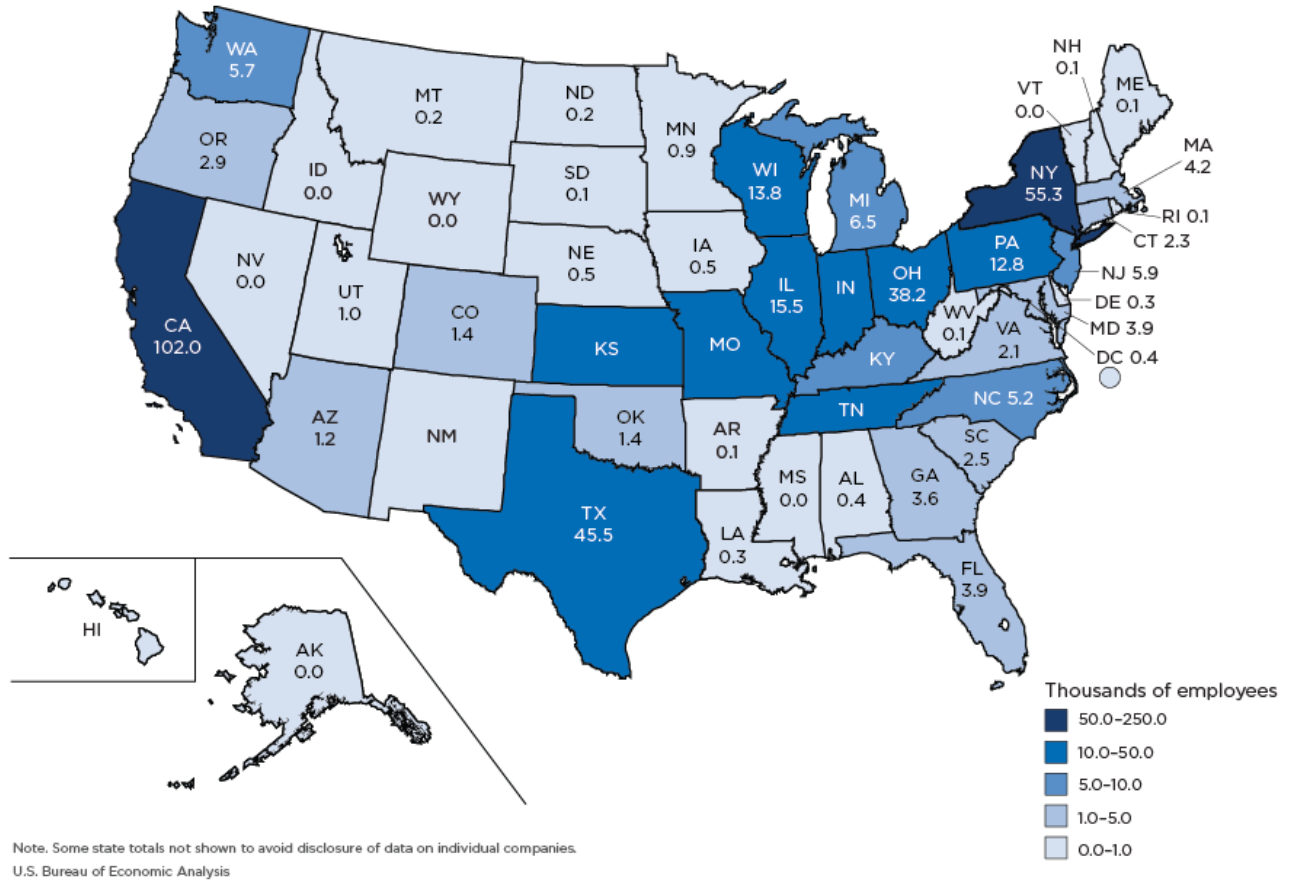 WA
5.7
OR
2.9
CA
102.0
ID
0.0
NV
0.0
MT
0.2
WY
0.0
UT
1.0
AZ
1.2
CO
1.4
NM
ND
0.2
SD
0.1
NE
0.5
KS
OK
1.4
TX
45.5
MN
0.9
IA
0.5
MO
AR
0.1
LA
0.3
WI
13.8
IL
15.5
MI
6.5
IN
OH
38.2
KY
TN
MS
0.0
AL
0.4
GA
3.6
FL
3.9
SC
2.5
NC 5.2
VA
2.1
WV
0.1
PA
12.8
NY
55.3
VT
0.0
NH
0.1
ME
0.1
MA
4.2
RI 0.1
CT 2.3
NJ 5.9
DE 0.3
MD 3.9
DC 0.4
HI
AK
0.0
Thousands of employees
50.0–250.0
10.0–50.0
5.0–10.0
1.0–5.0
0.0–1.0
Note. Some state totals not shown to avoid disclosure of data on individual companies.
U.S. Bureau of Economic Analysis